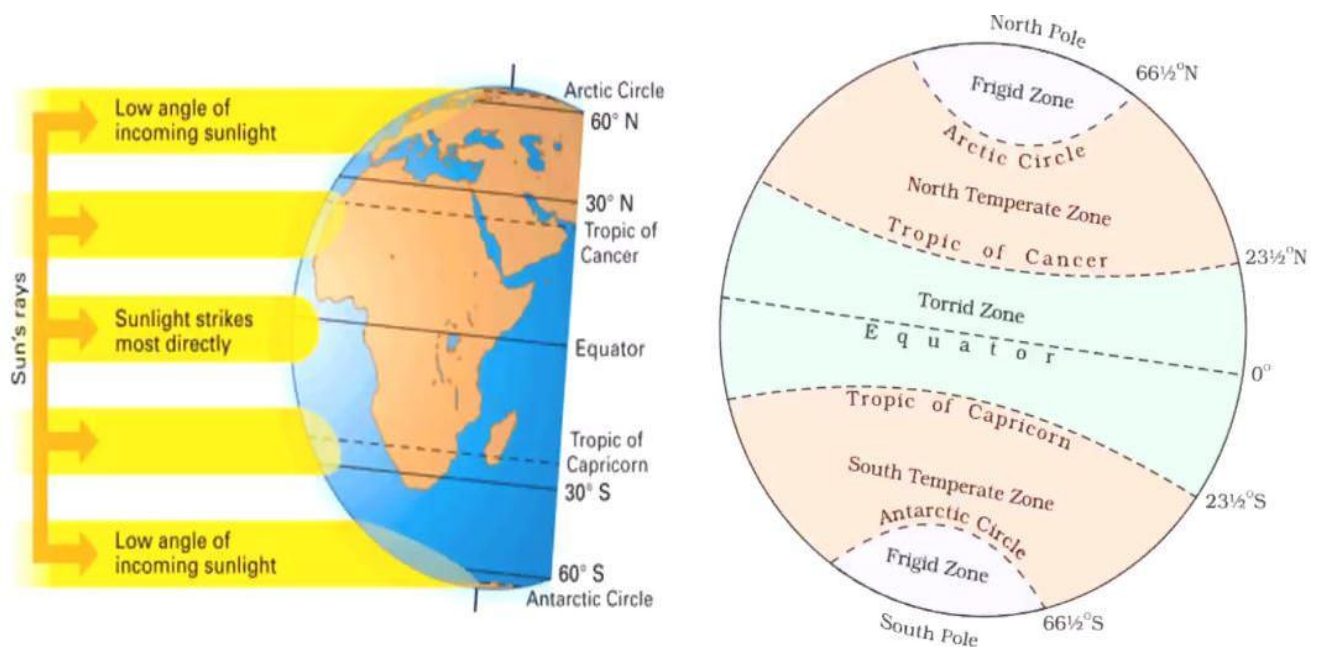 Sun's rays
Low angle of
incoming sunlight
Sunlight strikes
most directly
Low angle of
incoming sunlight
Arctic Circle
60° N
30° N
Tropic of
Cancer
Equator
Tropic of
Capricorn
30° S
60° S
Antarctic Circle
North Pole
66½°N
Frigid Zone
Arctic Circle
North Temperate Zone
Tropic of Cancer
23½°N
Torrid Zone
Equator
0°
Tropic of Capricorn
South Temperate Zone
23½°S
Antarctic Circle
Frigid Zone
66½°S
South Pole